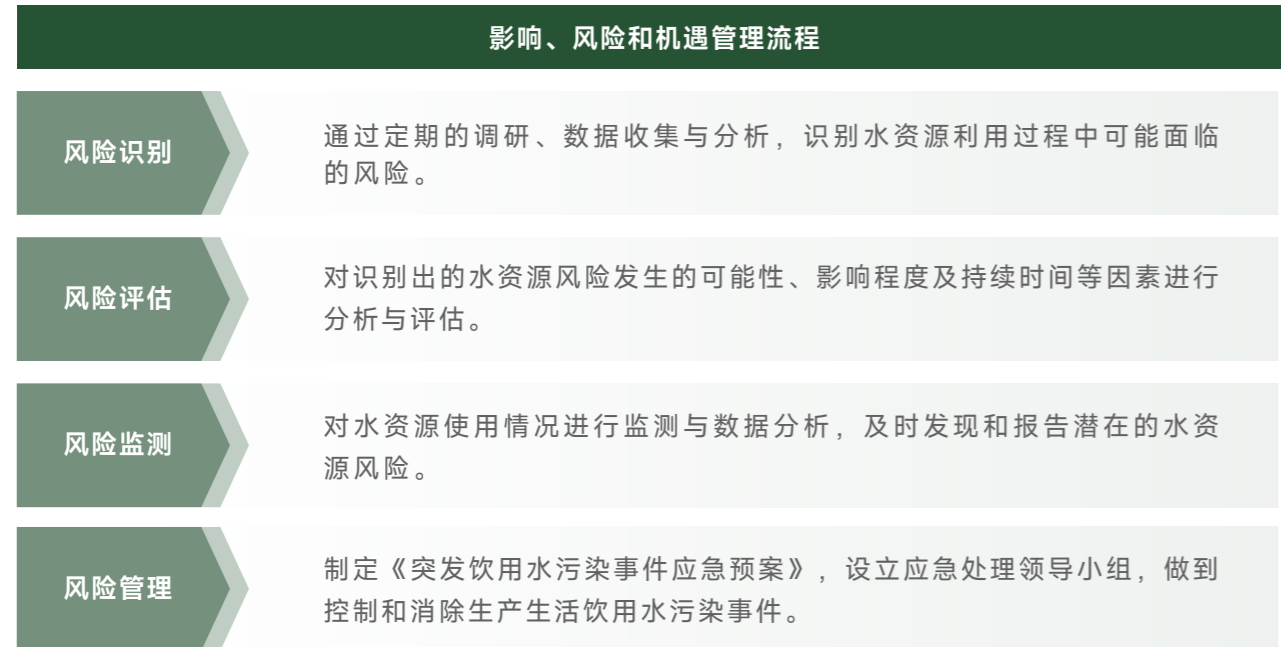 影响、风险和机遇管理流程
风险识别
通过定期的调研、数据收集与分析，识别水资源利用过程中可能面临
的风险。
风险评估
对识别出的水资源风险发生的可能性、影响程度及持续时间等因素进行
分析与评估。
风险监测
对水资源使用情况进行监测与数据分析，及时发现和报告潜在的水资
源风险。
风险管理
制定《突发饮用水污染事件应急预案》，设立应急处理领导小组，做到
控制和消除生产生活饮用水污染事件。